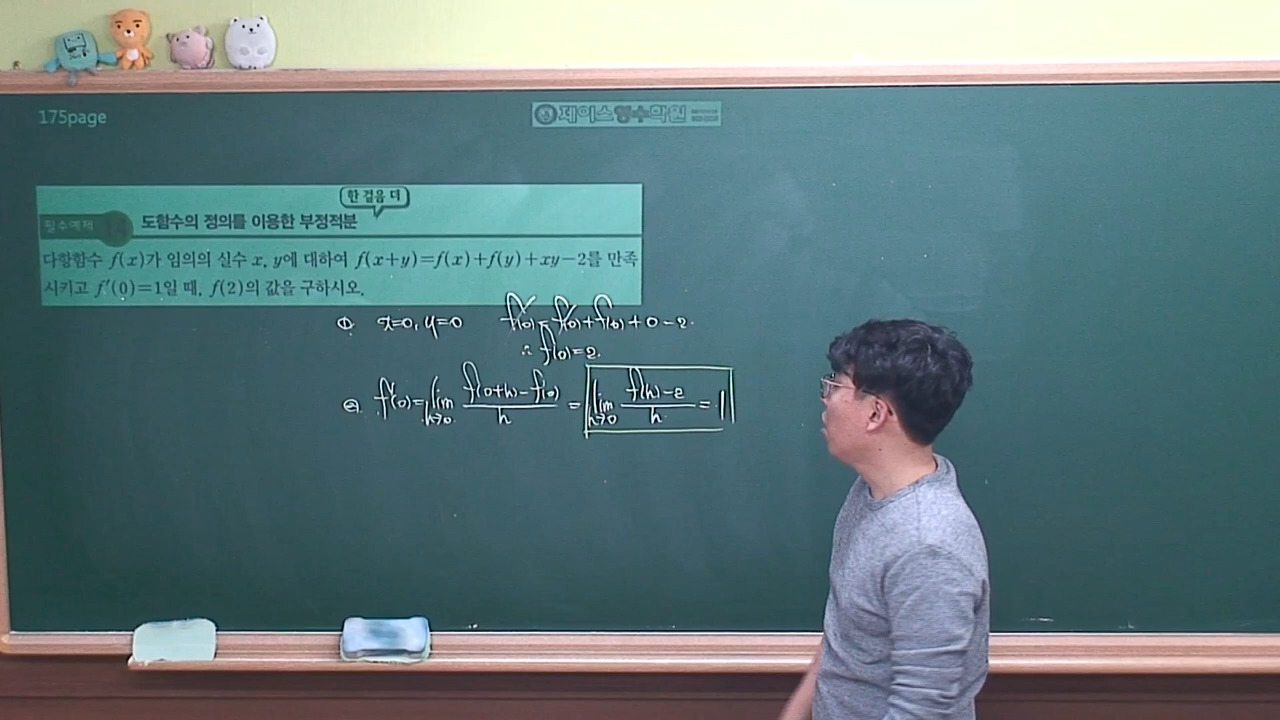 175page
제이스영수학원
한 걸음 더
필수예제
도함수의 정의를 이용한 부정적분
다항함수 f(x)가 임의의 실수 x, y에 대하여 f(x+y)=f(x)+f(y)+xy-2를 만족
시키고 f'(0)=1일 때, f(2)의 값을 구하시오.
① x=0, y=0 f(0)=f(0)+f(0)+0-2.
∴ f(0)=2.
② f'(0)=lim h→0 f(0+h)-f(0) / h = lim h→0 f(h)-2 / h = 1